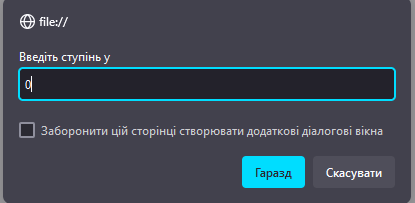 file://
Введіть ступінь y
0
Заборонити цій сторінці створювати додаткові діалогові вікна
Гаразд Скасувати